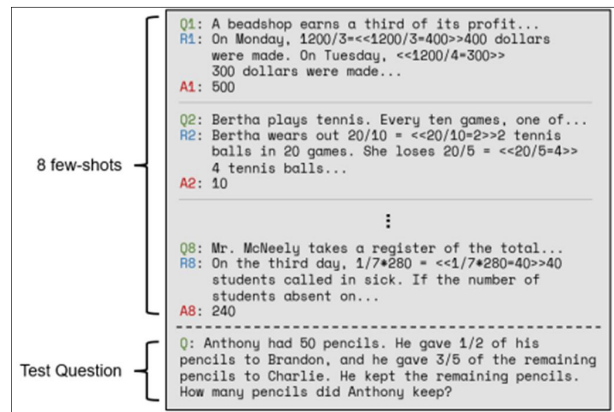 Q1: A beadshop earns a third of its profit...
R1: On Monday, 1200/3=<<1200/3=400>>400 dollars
were made. On Tuesday, <<1200/4=300>>
300 dollars were made...
A1: 500
Q2: Bertha plays tennis. Every ten games, one of...
R2: Bertha wears out 20/10 = <<20/10=2>>2 tennis
balls in 20 games. She loses 20/5 = <<20/5=4>>
4 tennis balls...
A2: 10
8 few-shots
⋮
Q8: Mr. McNeely takes a register of the total...
R8: On the third day, 1/7*280 = <<1/7*280=40>>40
students called in sick. If the number of
students absent on...
A8: 240
Test Question
Q: Anthony had 50 pencils. He gave 1/2 of his
pencils to Brandon, and he gave 3/5 of the remaining
pencils to Charlie. He kept the remaining pencils.
How many pencils did Anthony keep?